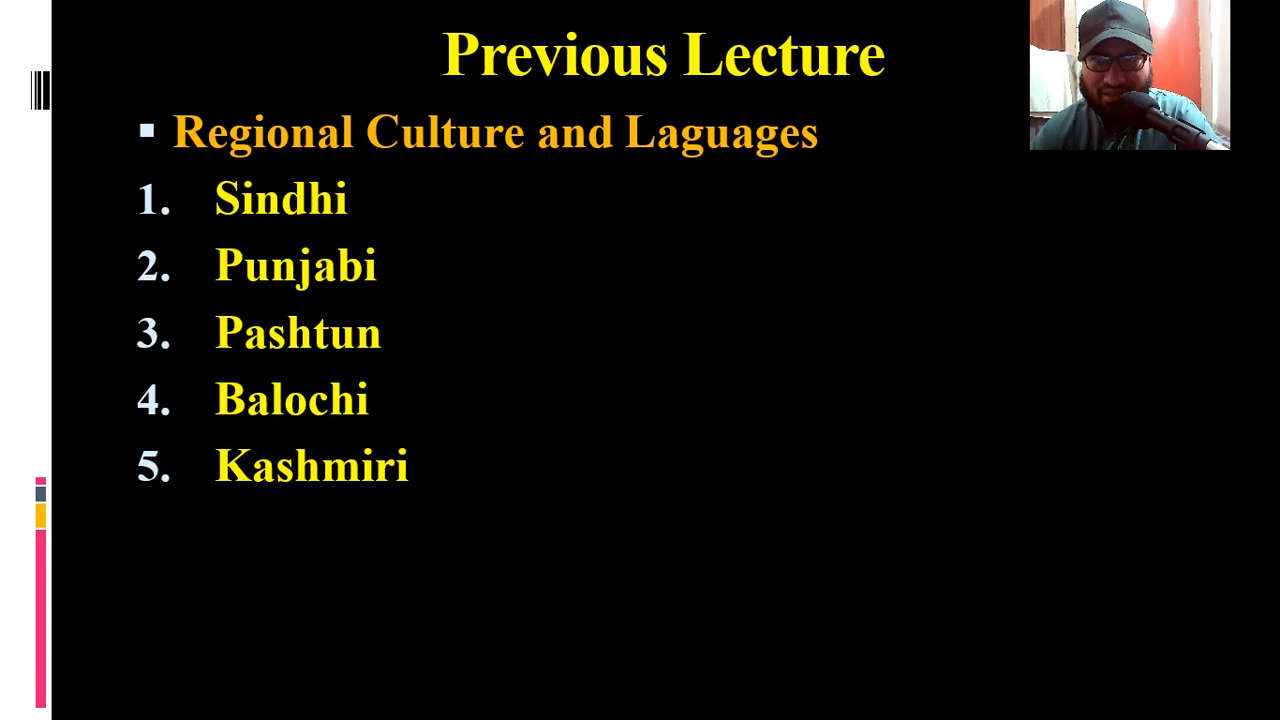 Previous Lecture
▪ Regional Culture and Laguages
1. Sindhi
2. Punjabi
3. Pashtun
4. Balochi
5. Kashmiri